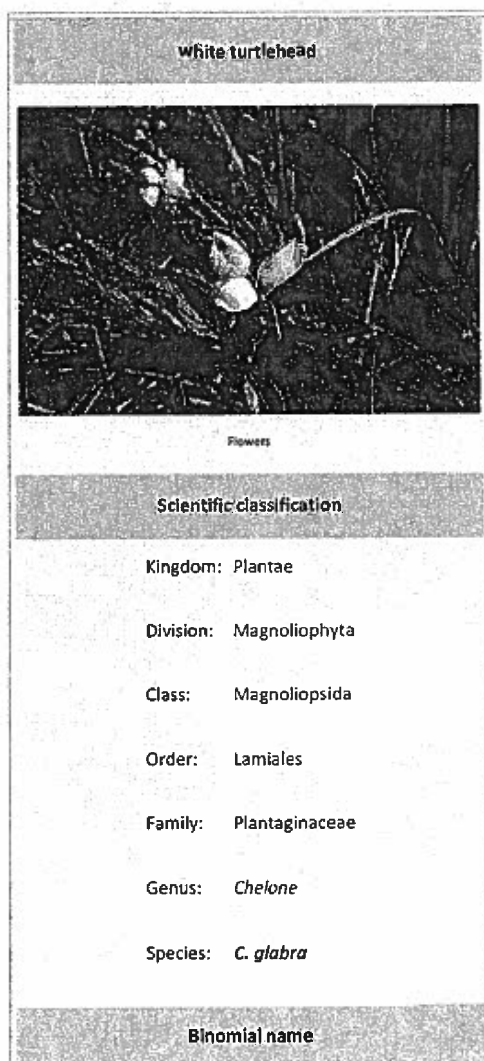 white turtlehead
Flowers
Scientific classification
Kingdom: Plantae
Division: Magnoliophyta
Class: Magnoliopsida
Order: Lamiales
Family: Plantaginaceae
Genus: Chelone
Species: C. glabra
Binomial name